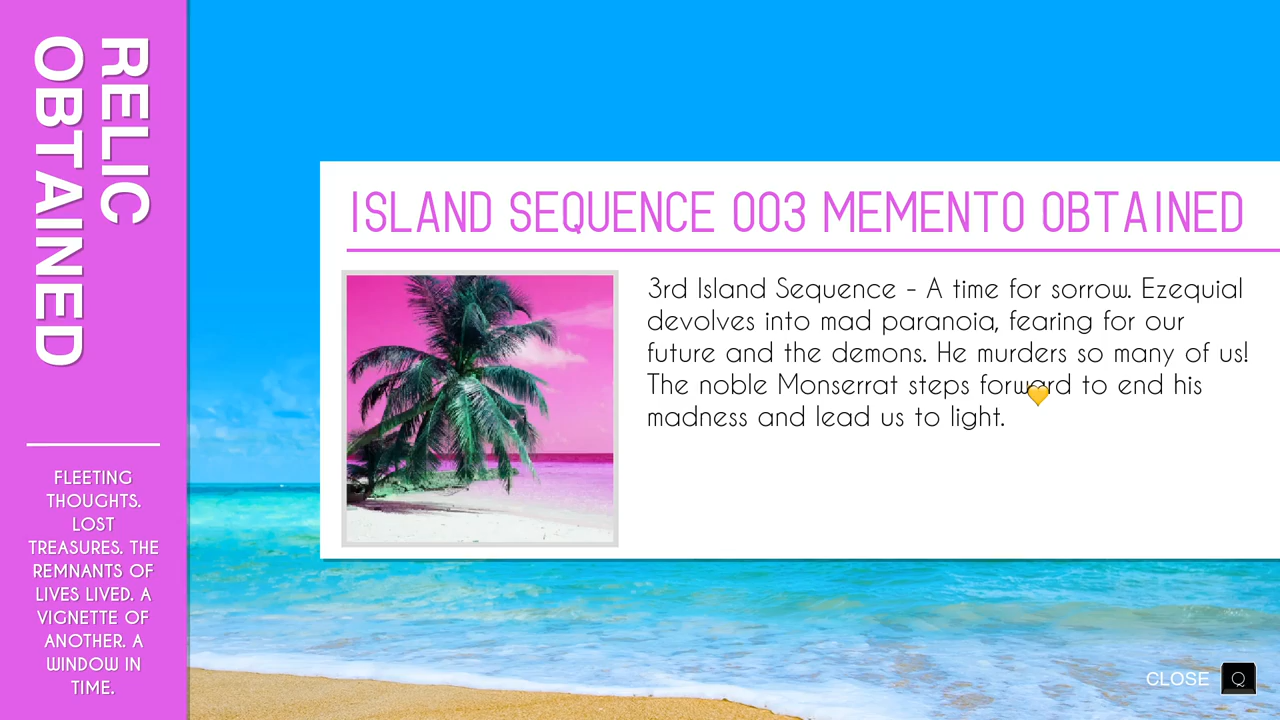 RELIC
OBTAINED
FLEETING
THOUGHTS.
LOST
TREASURES. THE
REMNANTS OF
LIVES LIVED. A
VIGNETTE OF
ANOTHER. A
WINDOW IN
TIME.
ISLAND SEQUENCE 003 MEMENTO OBTAINED
3rd Island Sequence - A time for sorrow. Ezequial
devolves into mad paranoia, fearing for our
future and the demons. He murders so many of us!
The noble Monserrat steps forward to end his
madness and lead us to light.
CLOSE Q